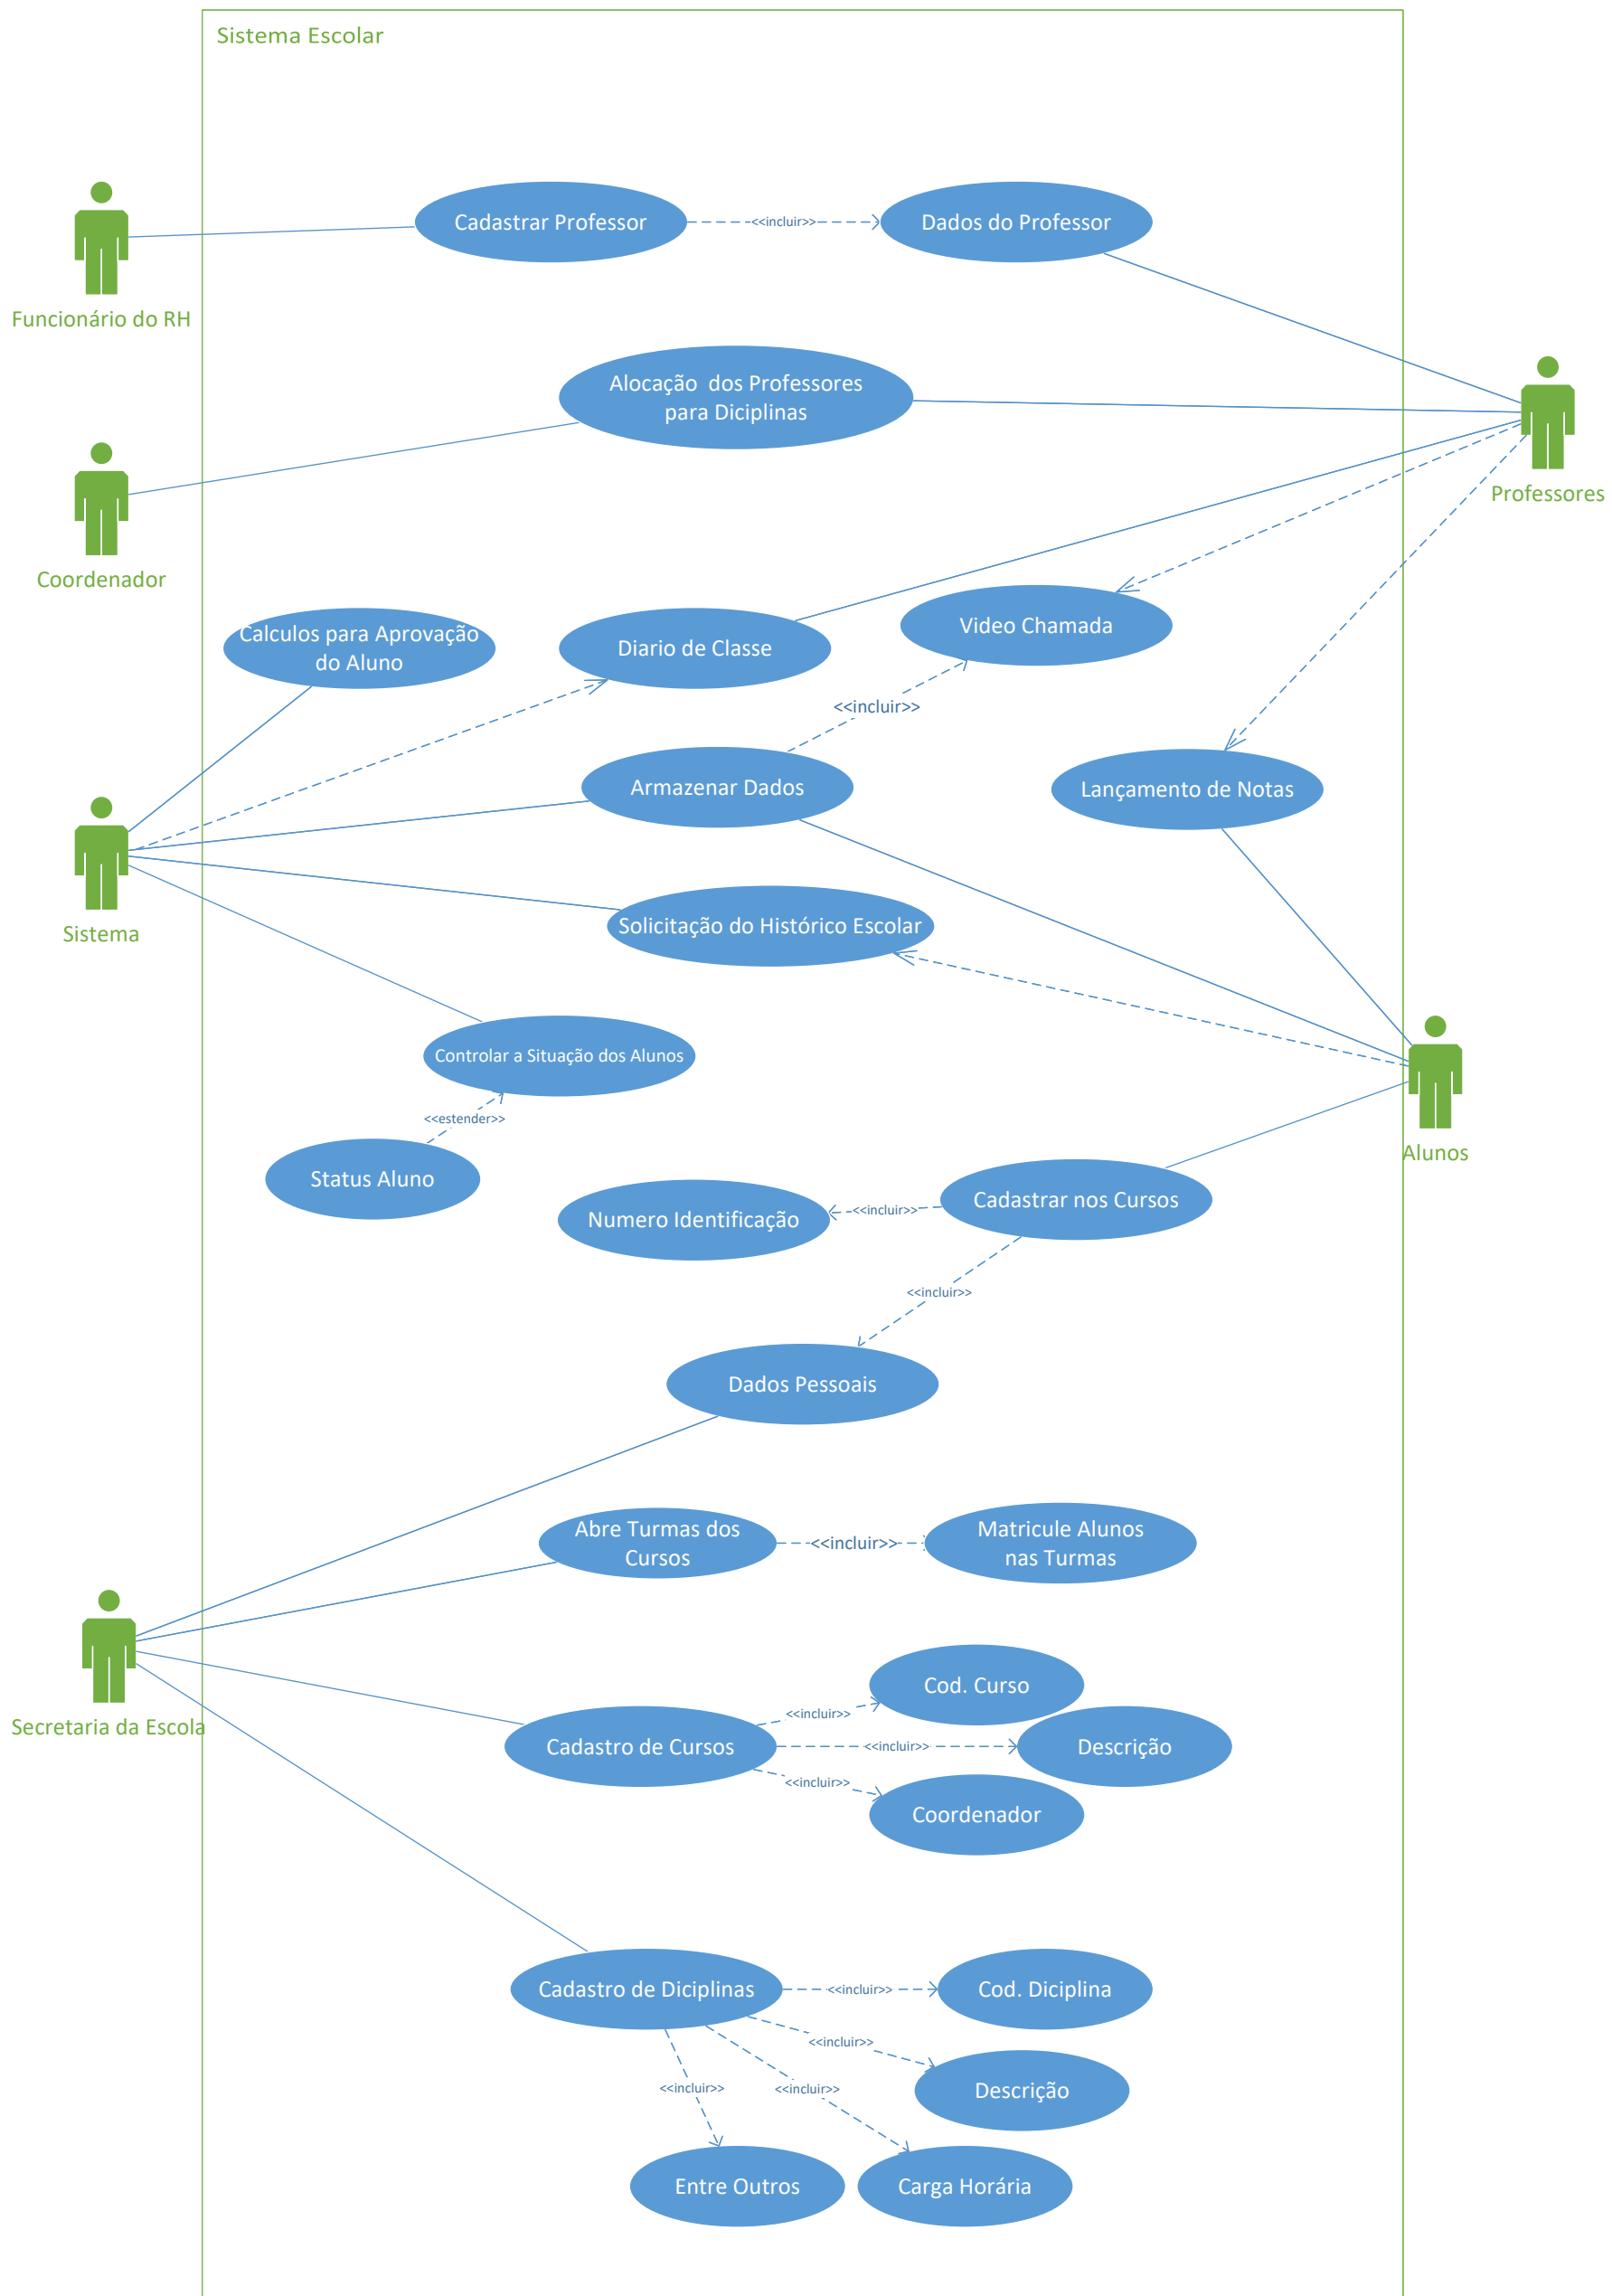 Sistema Escolar
Cadastrar Professor
<<incluir>>
Dados do Professor
Funcionário do RH
Alocação dos Professores
para Diciplinas
Professores
Coordenador
Calculos para Aprovação
do Aluno
Diario de Classe
Video Chamada
<<incluir>>
Armazenar Dados
Lançamento de Notas
Sistema
Solicitação do Histórico Escolar
Controlar a Situação dos Alunos
<<estender>>
Status Aluno
Alunos
Cadastrar nos Cursos
<<incluir>>
Numero Identificação
<<incluir>>
Dados Pessoais
Abre Turmas dos
Cursos
<<incluir>>
Matricule Alunos
nas Turmas
Secretaria da Escola
Cod. Curso
<<incluir>>
Cadastro de Cursos
<<incluir>>
Descrição
<<incluir>>
Coordenador
Cadastro de Diciplinas
<<incluir>>
Cod. Diciplina
<<incluir>>
Descrição
<<incluir>>
<<incluir>>
Entre Outros
Carga Horária